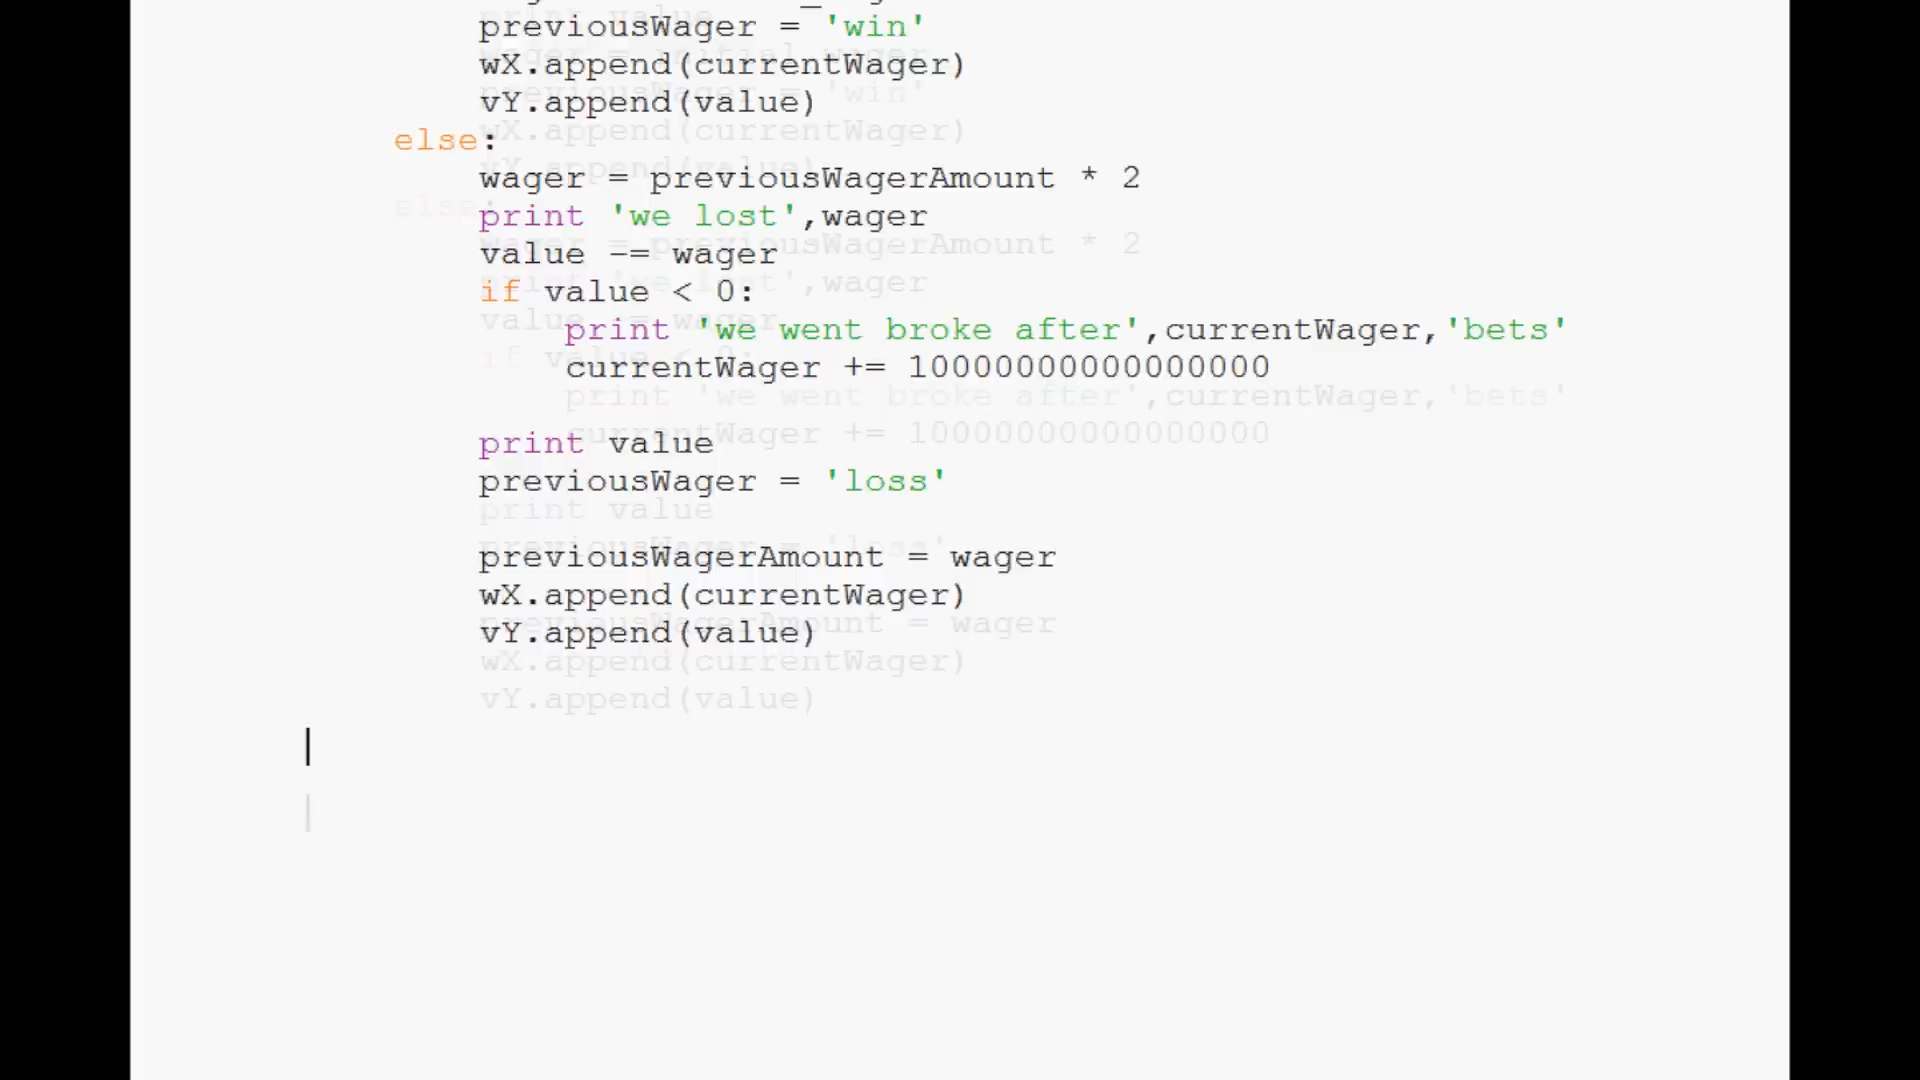 previousWager = 'win'
wX.append(currentWager)
vY.append(value)
else:
wager = previousWagerAmount * 2
print 'we lost',wager
value -= wager
if value < 0:
print 'we went broke after',currentWager,'bets'
currentWager += 10000000000000000
print value
previousWager = 'loss'
previousWagerAmount = wager
wX.append(currentWager)
vY.append(value)